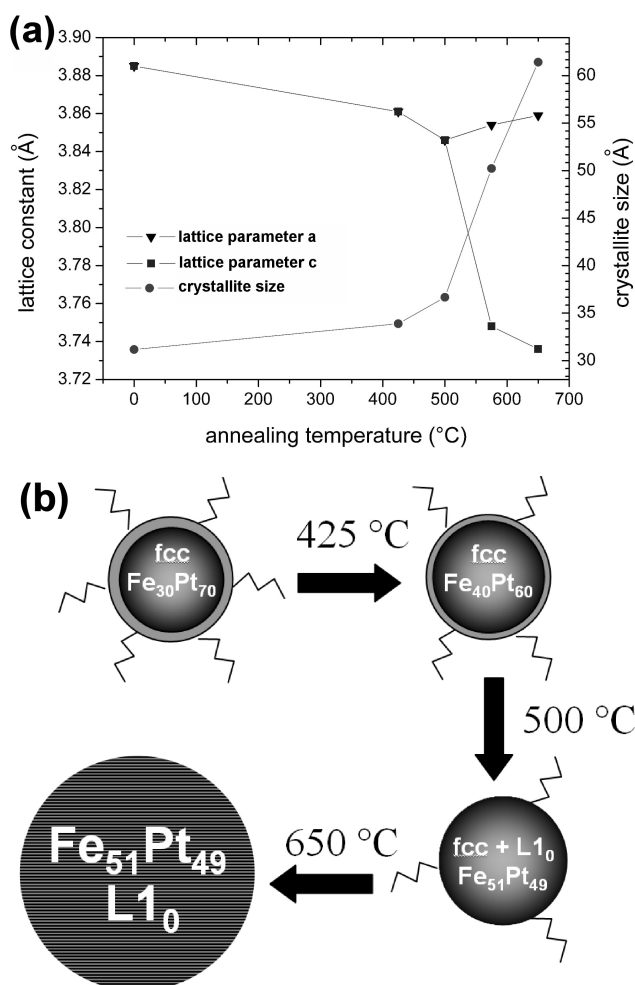 (a)
3.90
3.88
3.86
3.84
3.82
3.80
3.78
3.76
3.74
3.72
lattice constant (Å)
lattice parameter a
lattice parameter c
crystallite size
60
55
50
45
40
35
30
crystallite size (Å)
0 100 200 300 400 500 600 700
annealing temperature (°C)
(b)
fcc
Fe₃₀Pt₇₀
425 °C
fcc
Fe₄₀Pt₆₀
500 °C
fcc + L1₀
Fe₅₁Pt₄₉
650 °C
Fe₅₁Pt₄₉
L1₀